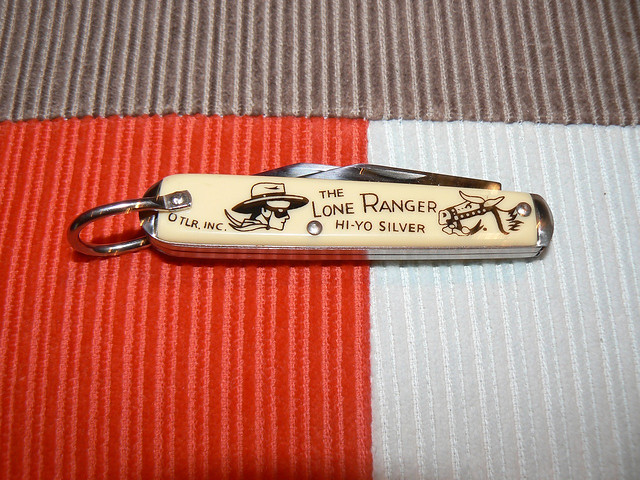 THE
LONE RANGER
HI-YO SILVER
© TLR, INC.